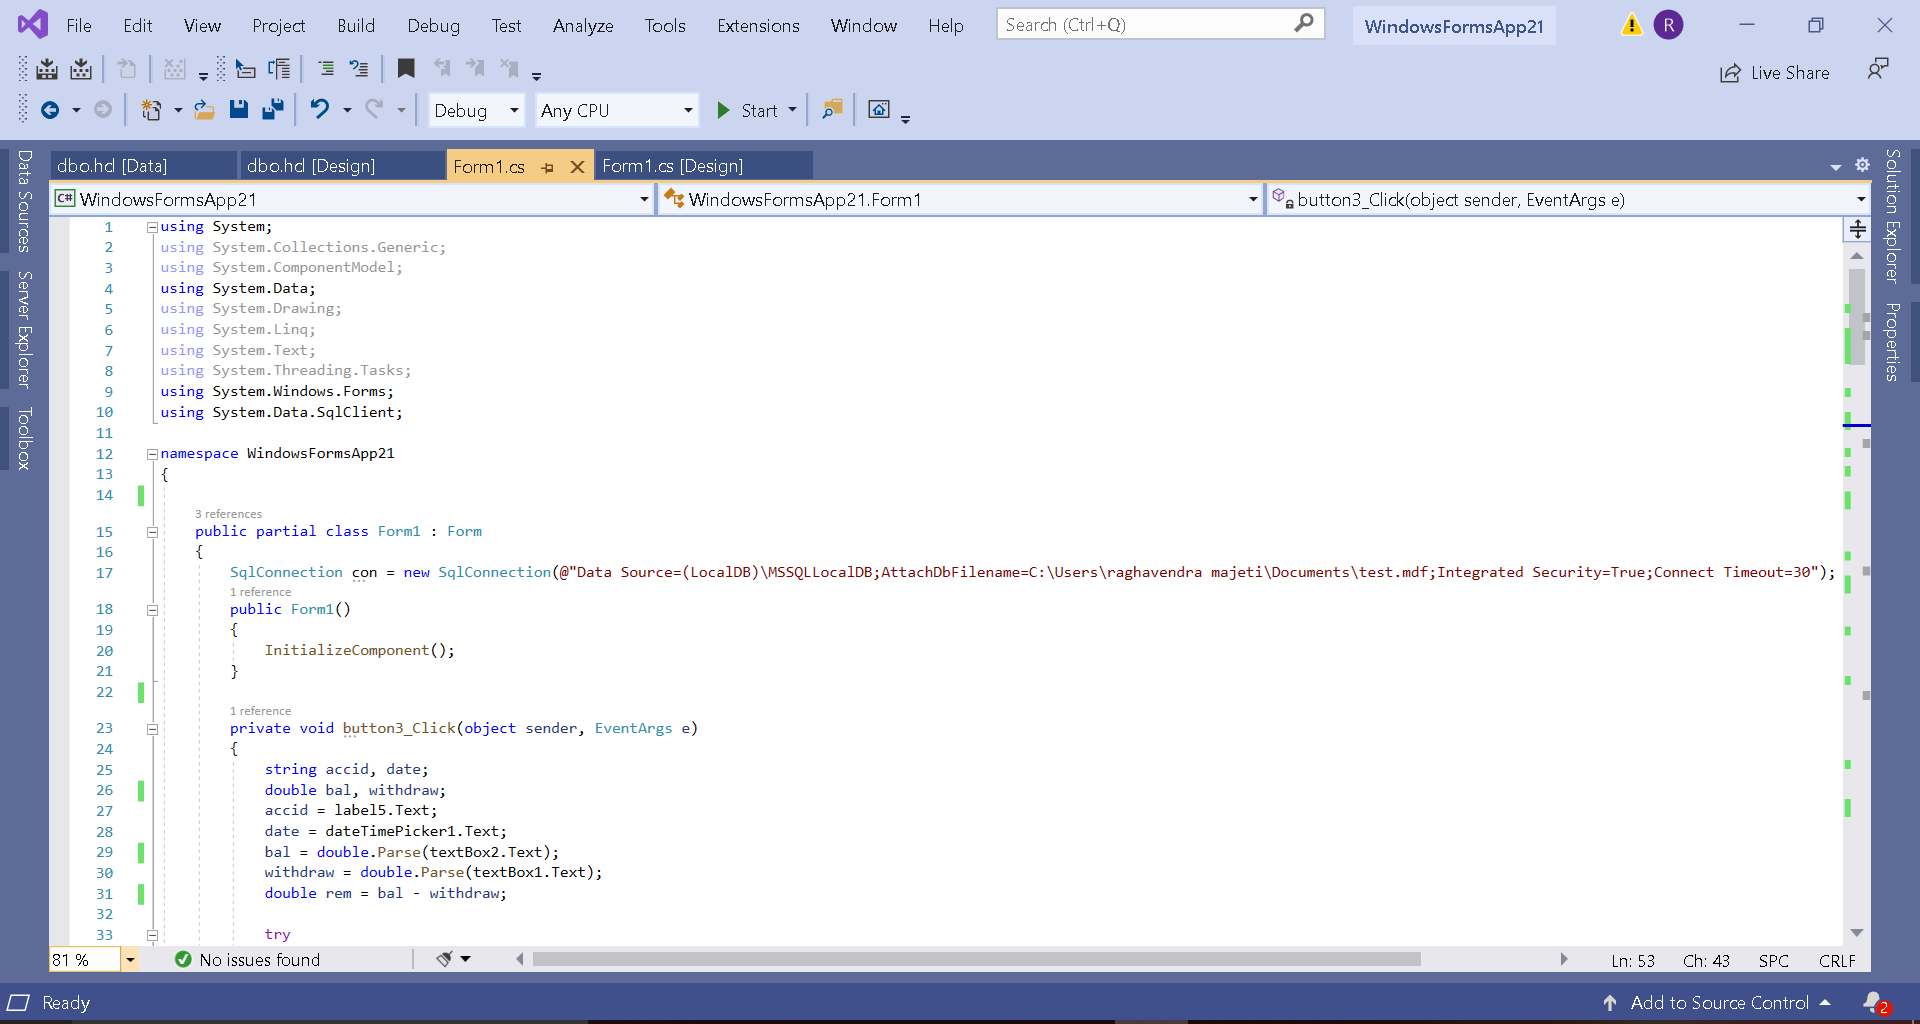 File Edit View Project Build Debug Test Analyze Tools Extensions Window Help Search (Ctrl+Q) WindowsFormsApp21 R
Live Share
Debug Any CPU Start
dbo.hcl [Data] dbo.hcl [Design] Form1.cs Form1.cs [Design]
C# WindowsFormsApp21 WindowsFormsApp21.Form1 button3_Click(object sender, EventArgs e)
Data Sources
Server Explorer
Toolbox
1 using System;
2 using System.Collections.Generic;
3 using System.ComponentModel;
4 using System.Data;
5 using System.Drawing;
6 using System.Linq;
7 using System.Text;
8 using System.Threading.Tasks;
9 using System.Windows.Forms;
10 using System.Data.SqlClient;
11
12 namespace WindowsFormsApp21
13 {
14
3 references
15 public partial class Form1 : Form
16 {
17 SqlConnection con = new SqlConnection(@"Data Source=(LocalDB)\MSSQLLocalDB;AttachDbFilename=C:\Users\raghavendra majeti\Documents\test.mdf;Integrated Security=True;Connect Timeout=30");
1 reference
18 public Form1()
19 {
20 InitializeComponent();
21 }
22
1 reference
23 private void button3_Click(object sender, EventArgs e)
24 {
25 string accid, date;
26 double bal, withdraw;
27 accid = label5.Text;
28 date = dateTimePicker1.Text;
29 bal = double.Parse(textBox2.Text);
30 withdraw = double.Parse(textBox1.Text);
31 double rem = bal - withdraw;
32
33 try
Solution Explorer
Properties
81 % No issues found Ln: 53 Ch: 43 SPC CRLF
Ready Add to Source Control 2